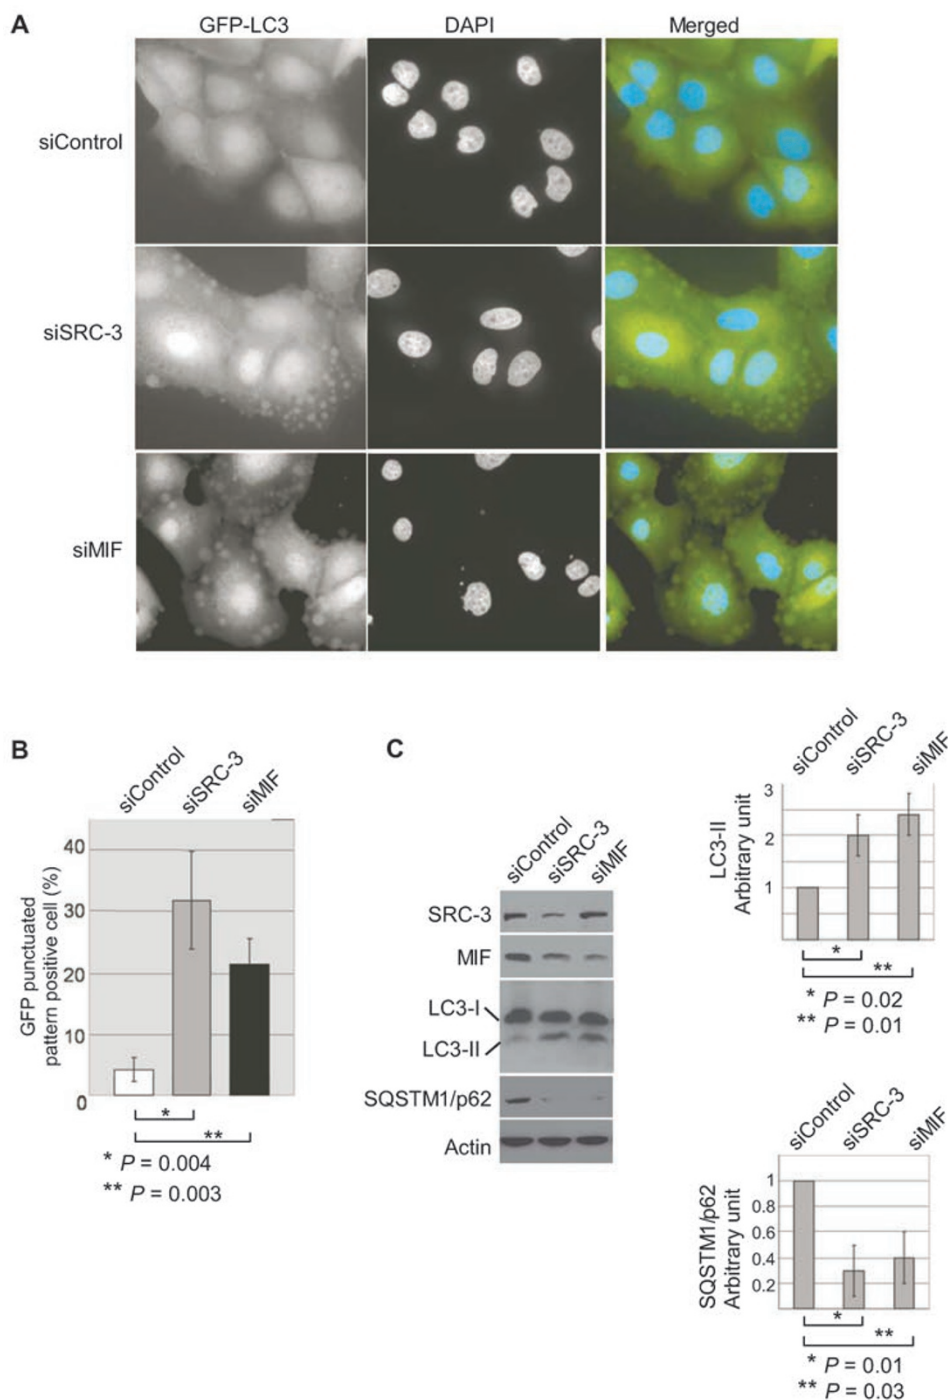 A
GFP-LC3 DAPI Merged
siControl
siSRC-3
siMIF
B
siControl siSRC-3 siMIF
GFP punctuated
pattern positive cell (%)
40
30
20
10
0
*
**
* P = 0.004
** P = 0.003
C
siControl siSRC-3 siMIF
SRC-3
MIF
LC3-I
LC3-II
SQSTM1/p62
Actin
siControl siSRC-3 siMIF
LC3-II
Arbitrary unit
3
2
1
*
**
* P = 0.02
** P = 0.01
siControl siSRC-3 siMIF
SQSTM1/p62
Arbitrary unit
1
0.8
0.6
0.4
0.2
*
**
* P = 0.01
** P = 0.03